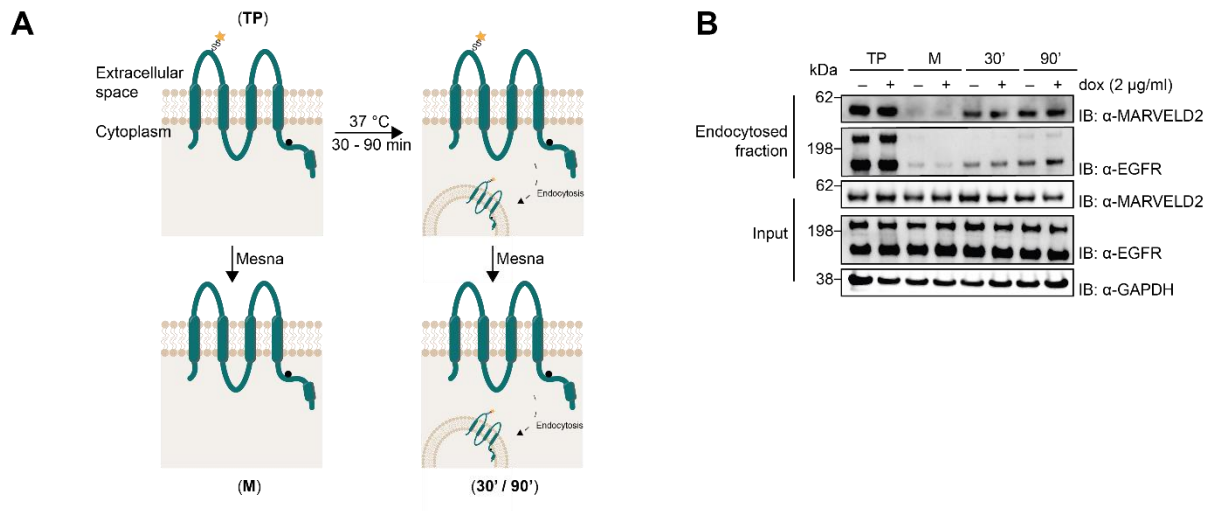 A
(TP)
Extracellular
space
Cytoplasm
37 °C
30 - 90 min
Endocytosis
Mesna
Mesna
Endocytosis
(M)
(30' / 90')
B
kDa
TP
M
30'
90'
– + – + – + – + dox (2 µg/ml)
62
IB: α-MARVELD2
Endocytosed
fraction
198
IB: α-EGFR
62
IB: α-MARVELD2
Input
198
IB: α-EGFR
38
IB: α-GAPDH